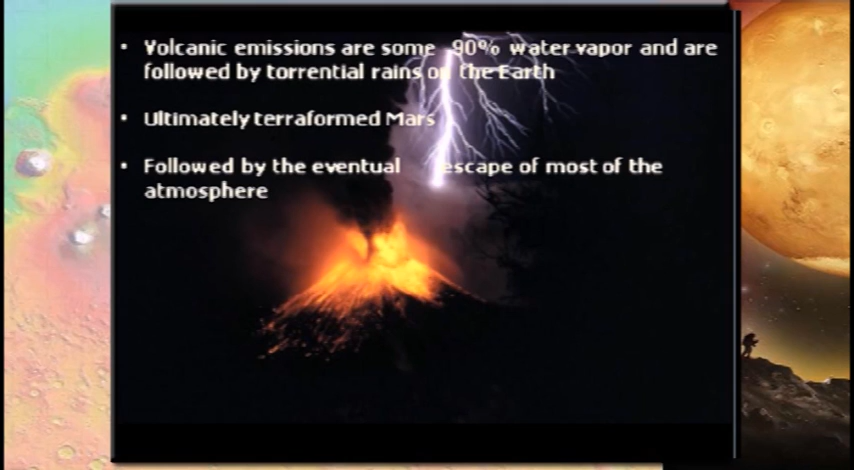 • Volcanic emissions are some 90% water vapor and are
followed by torrential rains on the Earth
• Ultimately terraformed Mars
• Followed by the eventual escape of most of the
atmosphere